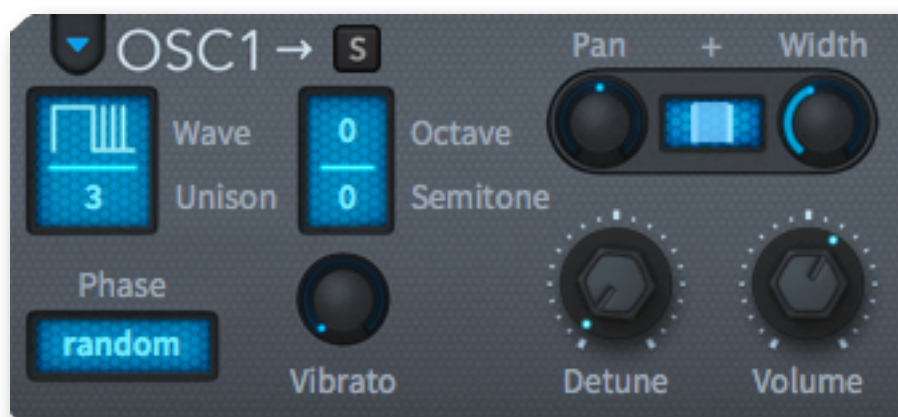 OSC1→ S
Pan + Width
Wave
0 Octave
3 Unison
0 Semitone
Phase
random
Vibrato
Detune
Volume